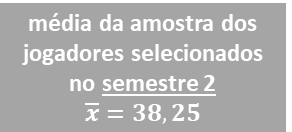 média da amostra dos
jogadores selecionados
no semestre 2
x̅ = 38,25